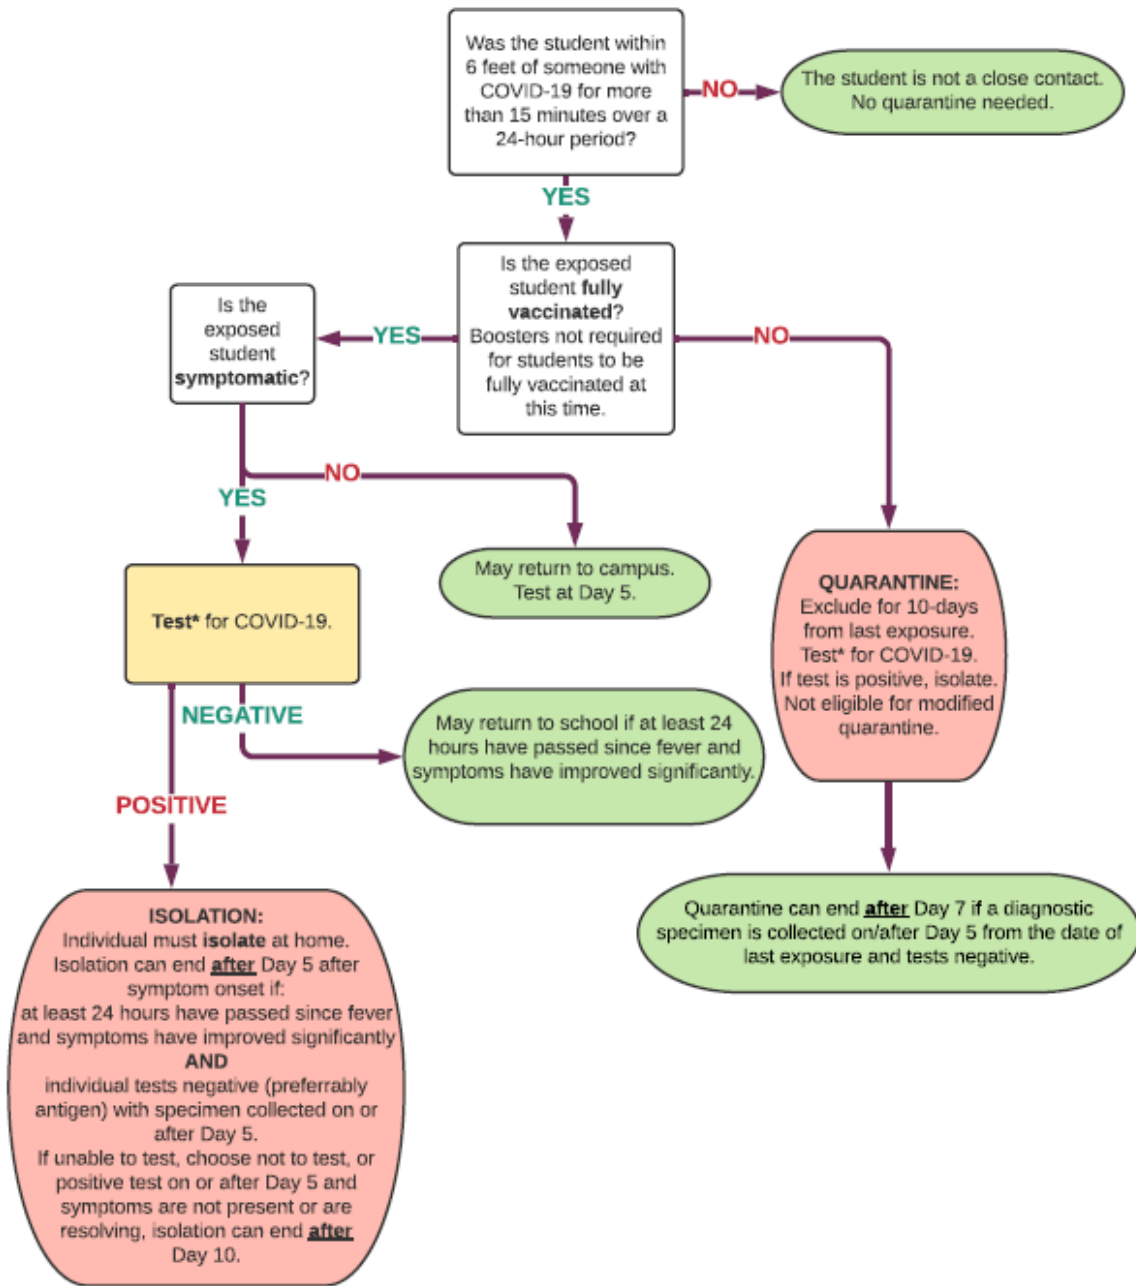 Was the student within
6 feet of someone with
COVID-19 for more
than 15 minutes over a
24-hour period?
NO
The student is not a close contact.
No quarantine needed.
YES
Is the exposed
student fully
vaccinated?
Boosters not required
for students to be
fully vaccinated at
this time.
YES
Is the
exposed
student
symptomatic?
NO
NO
YES
May return to campus.
Test at Day 5.
Test* for COVID-19.
QUARANTINE:
Exclude for 10-days
from last exposure.
Test* for COVID-19.
If test is positive, isolate.
Not eligible for modified
quarantine.
NEGATIVE
May return to school if at least 24
hours have passed since fever and
symptoms have improved significantly.
POSITIVE
Quarantine can end after Day 7 if a diagnostic
specimen is collected on/after Day 5 from the date of
last exposure and tests negative.
ISOLATION:
Individual must isolate at home.
Isolation can end after Day 5 after
symptom onset if:
at least 24 hours have passed since fever
and symptoms have improved significantly
AND
individual tests negative (preferrably
antigen) with specimen collected on or
after Day 5.
If unable to test, choose not to test, or
positive test on or after Day 5 and
symptoms are not present or are
resolving, isolation can end after
Day 10.